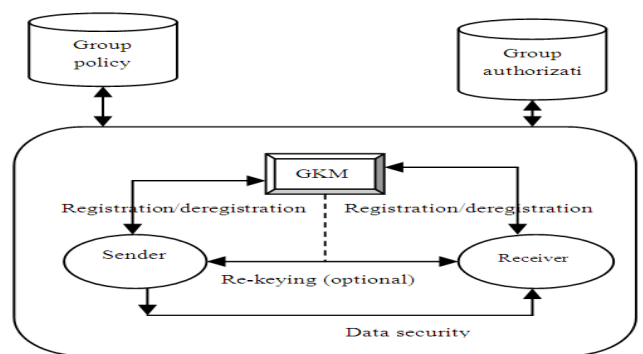 Group
policy
Group
authorizati
GKM
Registration/deregistration
Registration/deregistration
Sender
Receiver
Re-keying (optional)
Data security